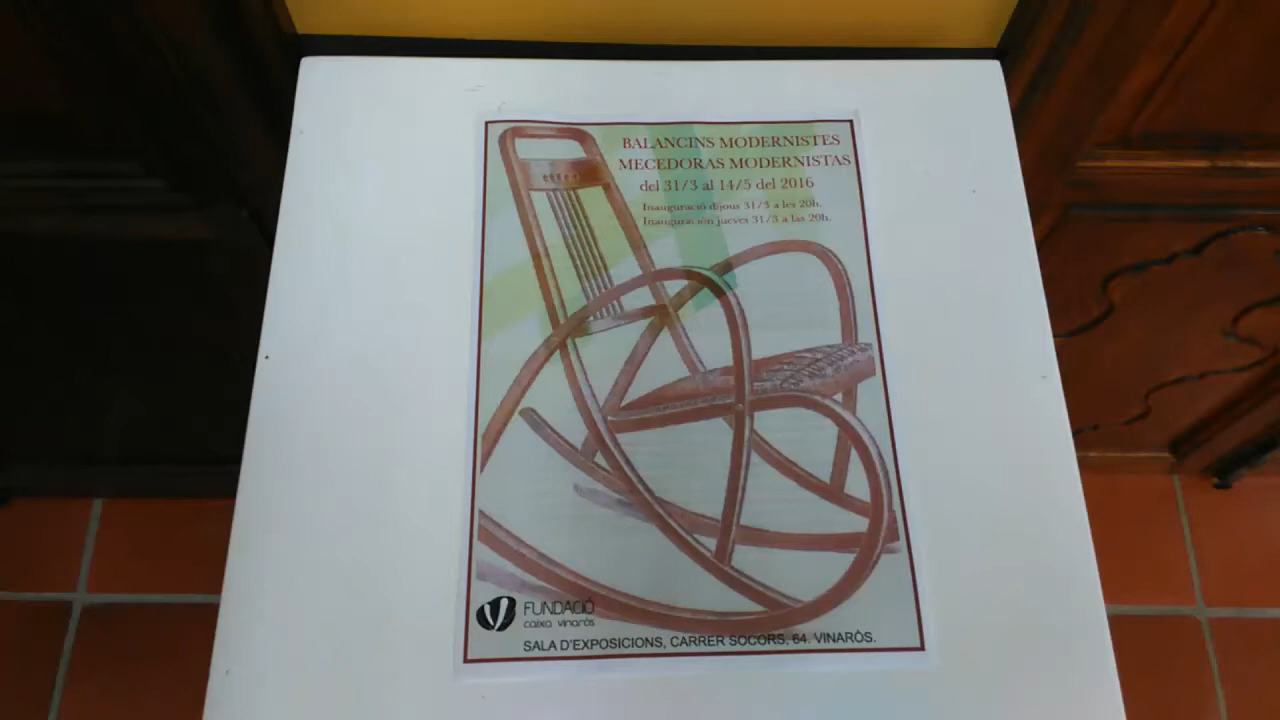 BALANCINS MODERNISTES
MECEDORAS MODERNISTAS
del 31/3 al 14/5 del 2016
Inauguració dijous 31/3 a les 20h.
Inauguración jueves 31/3 a las 20h.
FUNDACIÓ
caixa vinaròs
SALA D'EXPOSICIONS, CARRER SOCORS, 64. VINARÒS.